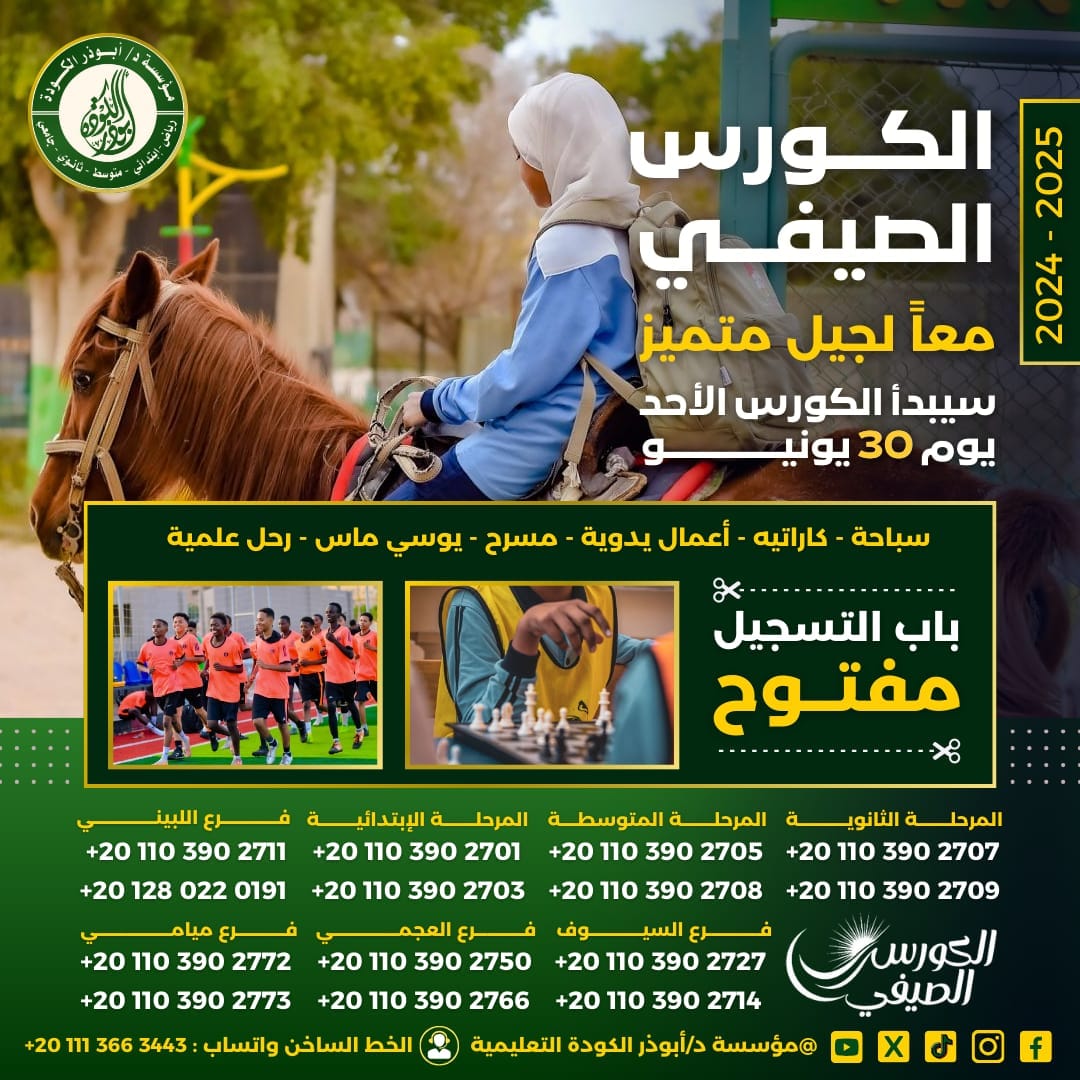 مؤسسة د/ أبوذر الكودة
أبوذر الكودة
رياض - إبتدائي - متوسط - ثانوي - جامعي
2024 - 2025
الكورس
الصيفي
معاً لجيل متميز
سيبدأ الكورس الأحد
يوم 30 يونيو
سباحة - كاراتيه - أعمال يدوية - مسرح - يوسي ماس - رحل علمية
باب التسجيل
مفتوح
المرحلة الثانوية
+20 110 390 2707
+20 110 390 2709
المرحلة المتوسطة
+20 110 390 2705
+20 110 390 2708
المرحلة الإبتدائية
+20 110 390 2701
+20 110 390 2703
فرع اللبيني
+20 110 390 2711
+20 128 022 0191
الكورس
الصيفي
فرع السيوف
+20 110 390 2727
+20 110 390 2714
فرع العجمي
+20 110 390 2750
+20 110 390 2766
فرع ميامي
+20 110 390 2772
+20 110 390 2773
@مؤسسة د/أبوذر الكودة التعليمية
الخط الساخن واتساب : 3443 366 111 20+